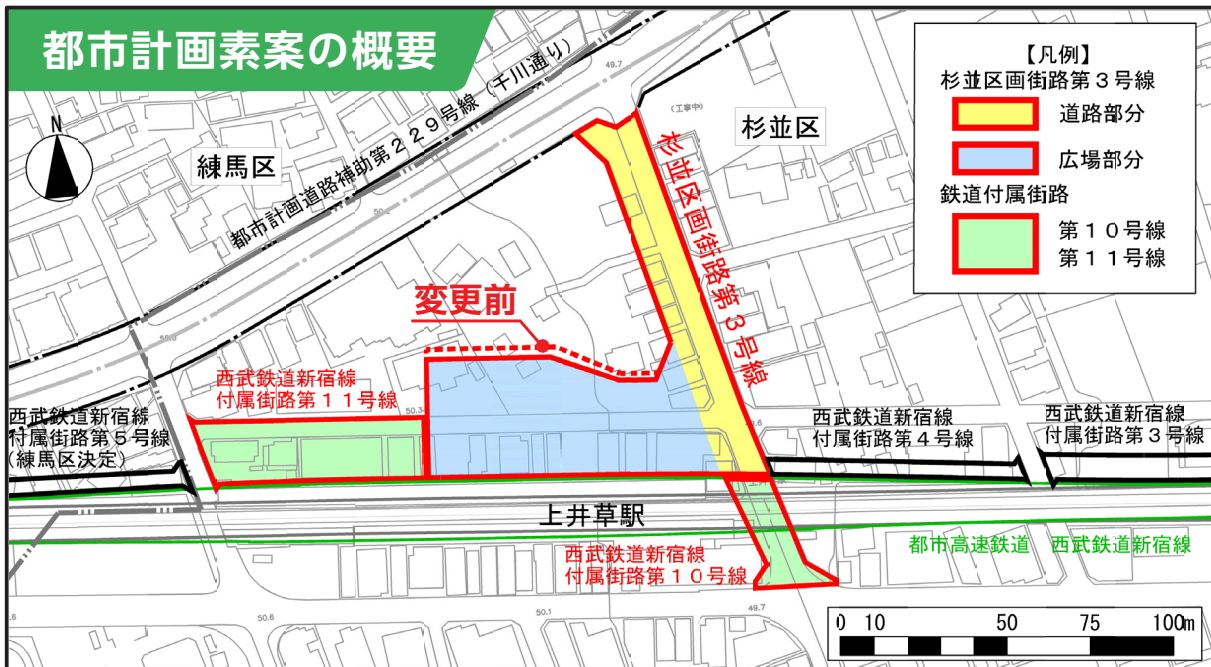 都市計画素案の概要
N
練馬区
都市計画道路補助第229号線（千川通り）
49.7
（工事中）
杉並区
【凡例】
杉並区画街路第3号線
道路部分
広場部分
鉄道付属街路
第10号線
第11号線
杉並区画街路第3号線
変更前
西武鉄道新宿線
付属街路第11号線
50.3
西武鉄道新宿線
付属街路第5号線
（練馬区決定）
西武鉄道新宿線
付属街路第4号線
西武鉄道新宿線
付属街路第3号線
上井草駅
西武鉄道新宿線
付属街路第10号線
都市高速鉄道 西武鉄道新宿線
50.6
50.1
49.7
0 10 50 75 100m